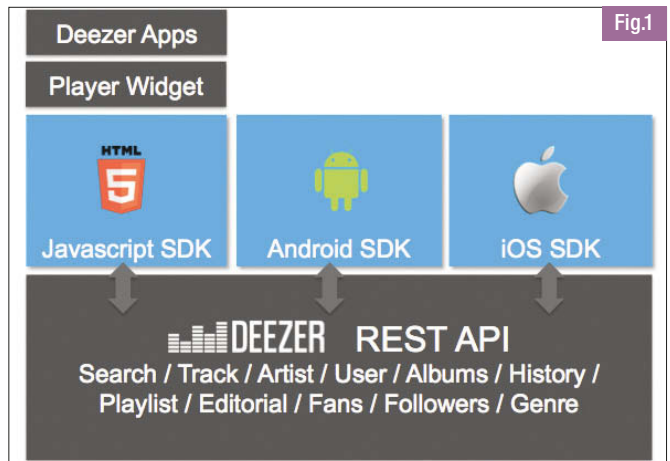 Fig.1
Deezer Apps
Player Widget
HTML
5
Javascript SDK
Android SDK
iOS SDK
DEEZER REST API
Search / Track / Artist / User / Albums / History /
Playlist / Editorial / Fans / Followers / Genre